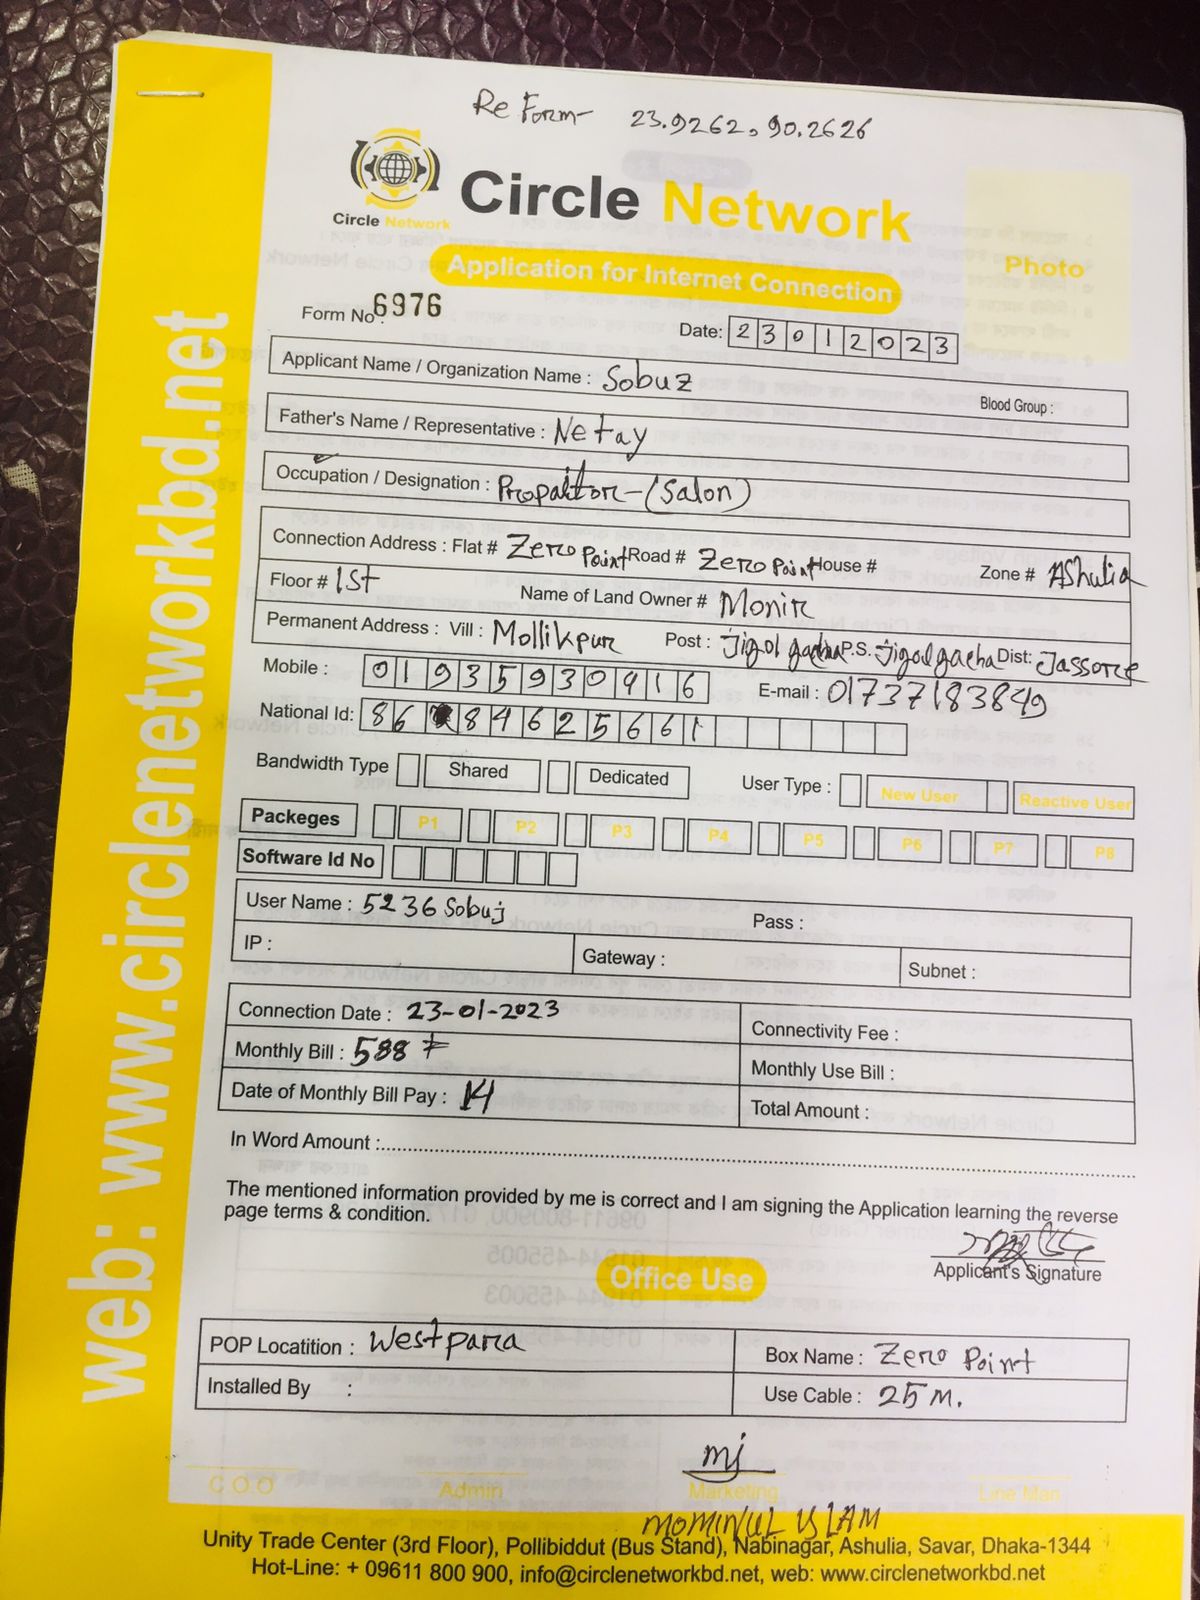 Re Form- 23.9262, 90.2626
Circle Network
Circle Network
Application for Internet Connection
Photo
Form No : 6976
Date: 23012023
Applicant Name / Organization Name : Sobuz
Blood Group :
Father's Name / Representative : Netay
Occupation / Designation : Propaitor-(Salon)
Connection Address : Flat # Zero Point Road # Zero Point House # Zone # AShulia
Floor # 1st Name of Land Owner # Monir
Permanent Address : Vill : Mollikpur Post : Jigolgacha P.S. Jigolgacha Dist: Jassore
Mobile : 01935930916 E-mail : 01737183849
National Id: 86 8462566 1
Bandwidth Type Shared Dedicated User Type : New User Reactive User
Packeges P1 P2 P3 P4 P5 P6 P7 P8
Software Id No
User Name : 5236 Sobuj Pass :
IP : Gateway : Subnet :
Connection Date : 23-01-2023 Connectivity Fee :
Monthly Bill : 588 Monthly Use Bill :
Date of Monthly Bill Pay : 14 Total Amount :
In Word Amount :
The mentioned information provided by me is correct and I am signing the Application learning the reverse
page terms & condition.
Applicant's Signature
Office Use
POP Locatition : Westpara Box Name : Zero Point
Installed By : Use Cable : 25 M.
mj
C.O.O Admin Marketing Line Man
MOMINUL ISLAM
Unity Trade Center (3rd Floor), Pollibiddut (Bus Stand), Nabinagar, Ashulia, Savar, Dhaka-1344
Hot-Line: + 09611 800 900, info@circlenetworkbd.net, web: www.circlenetworkbd.net
web: www.circlenetworkbd.net